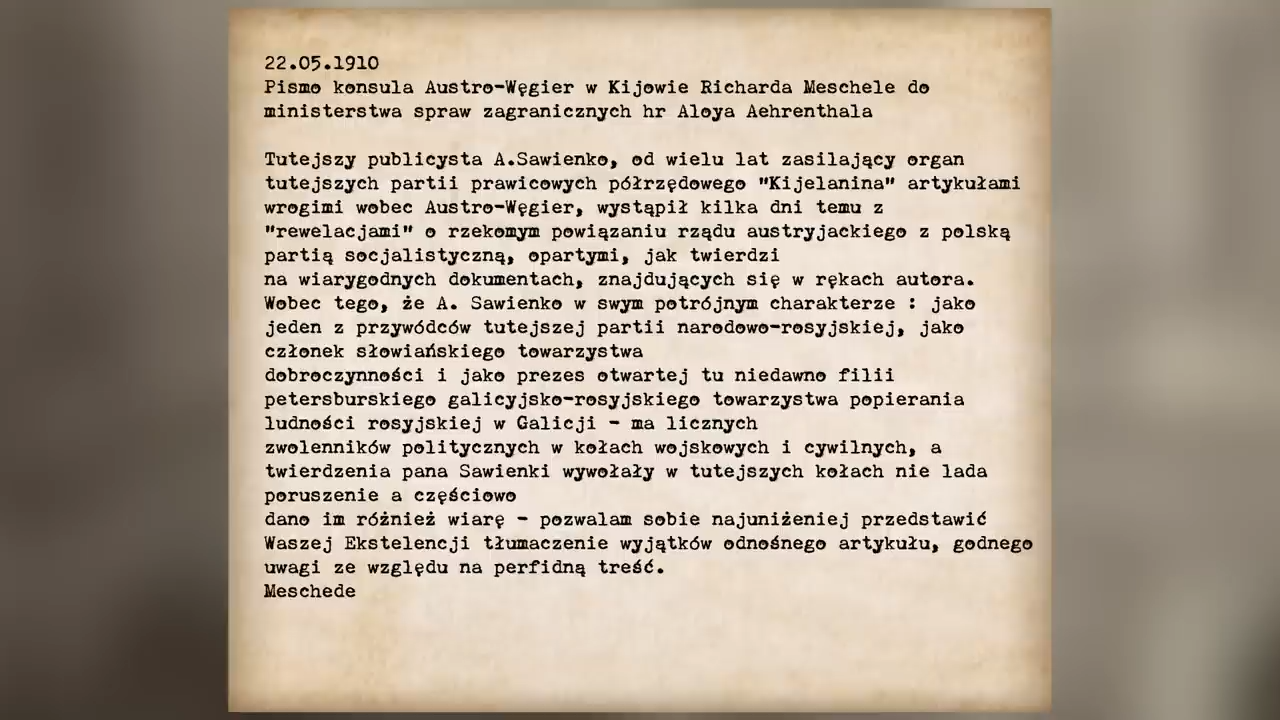 22.05.1910
Pismo konsula Austro-Węgier w Kijowie Richarda Meschele do
ministerstwa spraw zagranicznych hr Aloya Aehrenthala
Tutejszy publicysta A.Sawienko, od wielu lat zasilający organ
tutejszych partii prawicowych półrzędowego "Kijelanina" artykułami
wrogimi wobec Austro-Węgier, wystąpił kilka dni temu z
"rewelacjami" o rzekomym powiązaniu rządu austryjackiego z polską
partią socjalistyczną, opartymi, jak twierdzi
na wiarygodnych dokumentach, znajdujących się w rękach autora.
Wobec tego, że A. Sawienko w swym potrójnym charakterze : jako
jeden z przywódców tutejszej partii narodowo-rosyjskiej, jako
członek słowiańskiego towarzystwa
dobroczynności i jako prezes otwartej tu niedawno filii
petersburskiego galicyjsko-rosyjskiego towarzystwa popierania
ludności rosyjskiej w Galicji - ma licznych
zwolenników politycznych w kołach wojskowych i cywilnych, a
twierdzenia pana Sawienki wywołały w tutejszych kołach nie lada
poruszenie a częściowo
dano im różnież wiarę - pozwalam sobie najuniżeniej przedstawić
Waszej Ekstelencji tłumaczenie wyjątków odnośnego artykułu, godnego
uwagi ze względu na perfidną treść.
Meschede